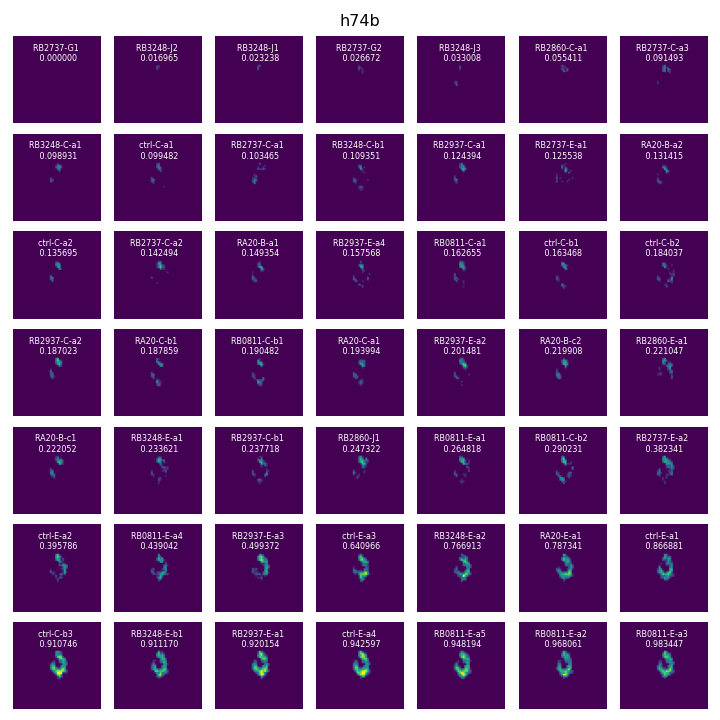 h74b
RB2737-G1
0.000000
RB3248-J2
0.016965
RB3248-J1
0.023238
RB2737-G2
0.026672
RB3248-J3
0.033008
RB2860-C-a1
0.055411
RB2737-C-a3
0.091493
RB3248-C-a1
0.098931
ctrl-C-a1
0.099482
RB2737-C-a1
0.103465
RB3248-C-b1
0.109351
RB2937-C-a1
0.124394
RB2737-E-a1
0.125538
RA20-B-a2
0.131415
ctrl-C-a2
0.135695
RB2737-C-a2
0.142494
RA20-B-a1
0.149354
RB2937-E-a4
0.157568
RB0811-C-a1
0.162655
ctrl-C-b1
0.163468
ctrl-C-b2
0.184037
RB2937-C-a2
0.187023
RA20-C-b1
0.187859
RB0811-C-b1
0.190482
RA20-C-a1
0.193994
RB2937-E-a2
0.201481
RA20-B-c2
0.219908
RB2860-E-a1
0.221047
RA20-B-c1
0.222052
RB3248-E-a1
0.233621
RB2937-C-b1
0.237718
RB2860-J1
0.247322
RB0811-E-a1
0.264818
RB0811-C-b2
0.290231
RB2737-E-a2
0.382341
ctrl-E-a2
0.395786
RB0811-E-a4
0.439042
RB2937-E-a3
0.499372
ctrl-E-a3
0.640966
RB3248-E-a2
0.766913
RA20-E-a1
0.787341
ctrl-E-a1
0.866881
ctrl-C-b3
0.910746
RB3248-E-b1
0.911170
RB2937-E-a1
0.920154
ctrl-E-a4
0.942597
RB0811-E-a5
0.948194
RB0811-E-a2
0.968061
RB0811-E-a3
0.983447